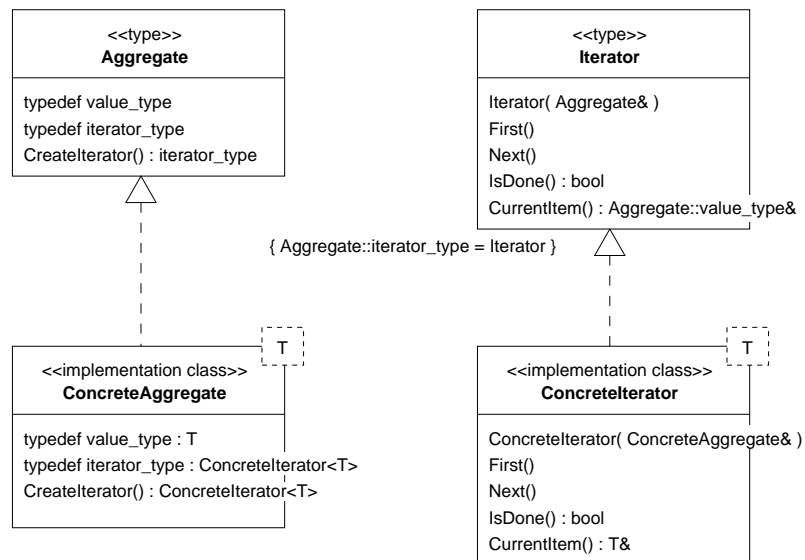 <<type>>
Aggregate
typedef value_type
typedef iterator_type
CreateIterator() : iterator_type
<<type>>
Iterator
Iterator( Aggregate& )
First()
Next()
IsDone() : bool
CurrentItem() : Aggregate::value_type&
{ Aggregate::iterator_type = Iterator }
T
<<implementation class>>
ConcreteAggregate
typedef value_type : T
typedef iterator_type : ConcreteIterator<T>
CreateIterator() : ConcreteIterator<T>
T
<<implementation class>>
ConcreteIterator
ConcreteIterator( ConcreteAggregate& )
First()
Next()
IsDone() : bool
CurrentItem() : T&